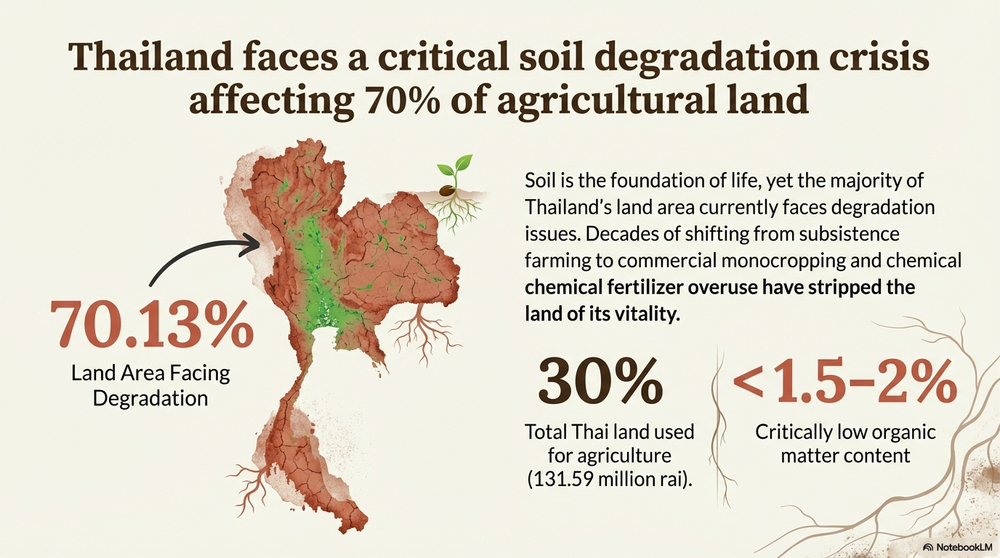 Thailand faces a critical soil degradation crisis
affecting 70% of agricultural land
70.13%
Land Area Facing
Degradation
Soil is the foundation of life, yet the majority of
Thailand's land area currently faces degradation
issues. Decades of shifting from subsistence
farming to commercial monocropping and chemical
chemical fertilizer overuse have stripped the
land of its vitality.
30%
Total Thai land used
for agriculture
(131.59 million rai).
<1.5–2%
Critically low organic
matter content
NotebookLM